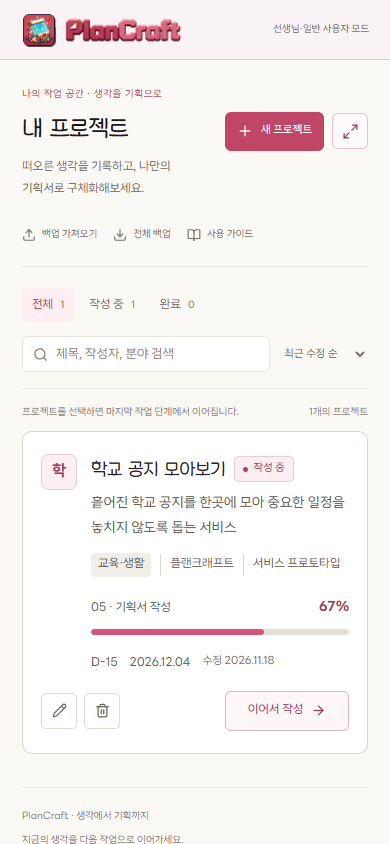 PlanCraft
선생님·일반 사용자 모드
나의 작업 공간 · 생각을 기획으로
내 프로젝트
새 프로젝트
떠오른 생각을 기록하고, 나만의
기획서로 구체화해보세요.
백업 가져오기
전체 백업
사용 가이드
전체 1
작성 중 1
완료 0
제목, 작성자, 분야 검색
최근 수정 순
프로젝트를 선택하면 마지막 작업 단계에서 이어집니다.
1개의 프로젝트
학
학교 공지 모아보기
작성 중
흩어진 학교 공지를 한곳에 모아 중요한 일정을
놓치지 않도록 돕는 서비스
교육·생활
플랜크래프트
서비스 프로토타입
05 · 기획서 작성
67%
D-15 2026.12.04 수정 2026.11.18
이어서 작성
PlanCraft · 생각에서 기획까지
지금의 생각을 다음 작업으로 이어가세요.